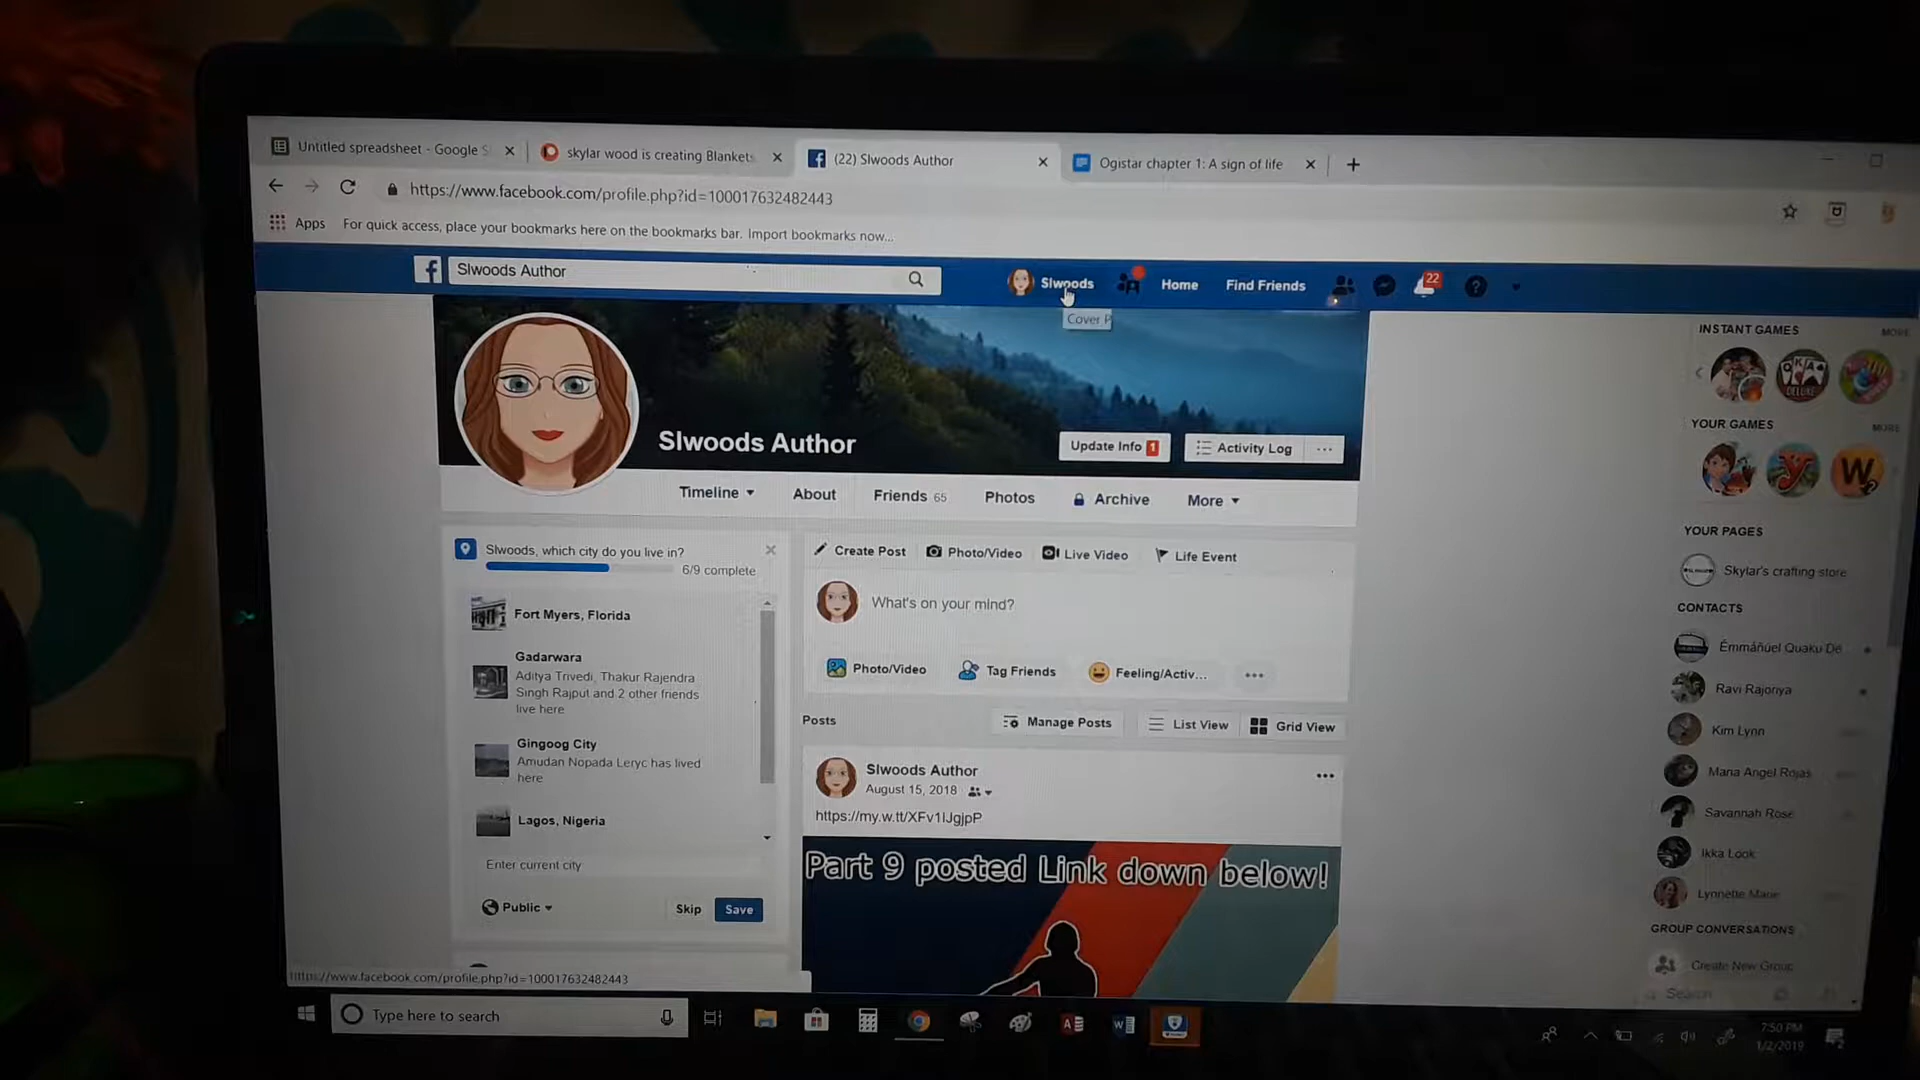 Untitled spreadsheet - Google S
skylar wood is creating Blankets
(22) Slwoods Author
Ogistar chapter 1: A sign of life
https://www.facebook.com/profile.php?id=100017632482443
Apps
For quick access, place your bookmarks here on the bookmarks bar. Import bookmarks now...
Slwoods Author
Slwoods
Home
Find Friends
22
Cover P
Slwoods Author
Update Info 1
Activity Log
Timeline
About
Friends 65
Photos
Archive
More
Slwoods, which city do you live in?
6/9 complete
Fort Myers, Florida
Gadarwara
Aditya Trivedi, Thakur Rajendra
Singh Rajput and 2 other friends
live here
Gingoog City
Amudan Nopada Leryc has lived
here
Lagos, Nigeria
Enter current city
Public
Skip
Save
Create Post
Photo/Video
Live Video
Life Event
What's on your mind?
Photo/Video
Tag Friends
Feeling/Activ...
Posts
Manage Posts
List View
Grid View
Slwoods Author
August 15, 2018
https://my.w.tt/XFv1IJgjpP
Part 9 posted Link down below!
INSTANT GAMES
MORE
YOUR GAMES
MORE
YOUR PAGES
Skylar's crafting store
CONTACTS
Émmáñúel Quaku Dé
Ravi Rajoriya
Kim Lynn
Maria Angel Rojas
Savannah Rose
Ikka Look
Lynnette Marie
GROUP CONVERSATIONS
Create New Group
Search
https://www.facebook.com/profile.php?id=100017632482443
Type here to search
7:50 PM
1/2/2019